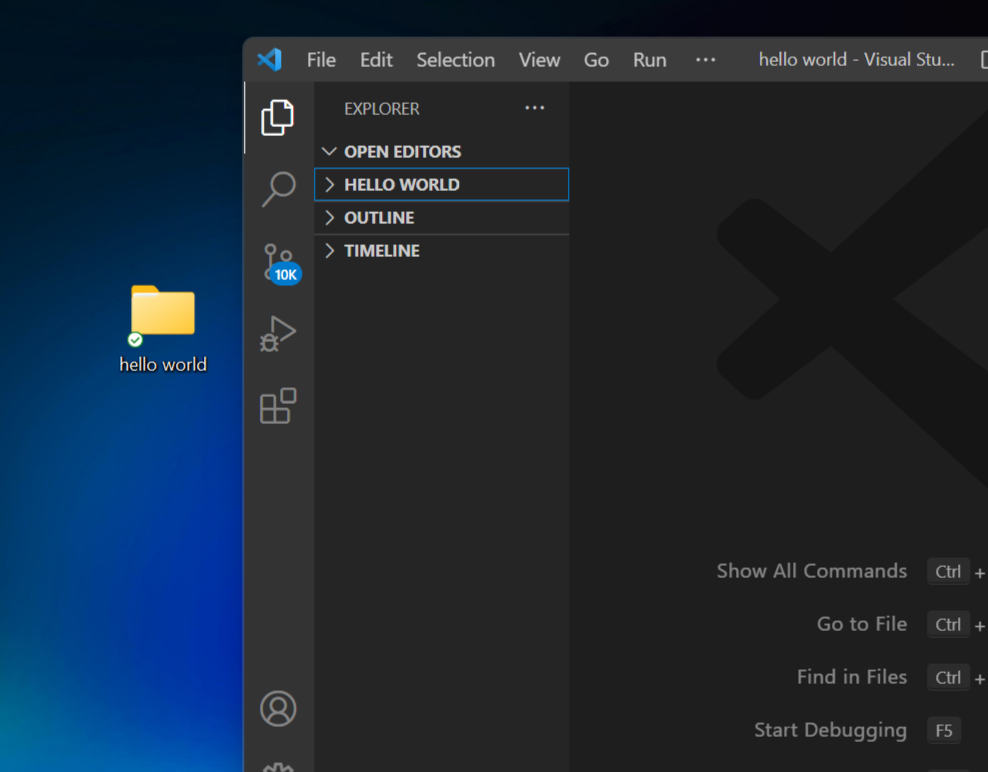 File Edit Selection View Go Run ··· hello world - Visual Stu...
EXPLORER ···
OPEN EDITORS
HELLO WORLD
OUTLINE
TIMELINE
10K
hello world
Show All Commands Ctrl +
Go to File Ctrl +
Find in Files Ctrl +
Start Debugging F5